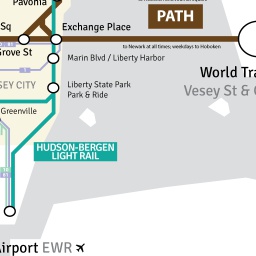 Pavonia
Sq
Exchange Place
PATH
to Newark at all times; weekdays to Hoboken
Grove St
Marin Blvd / Liberty Harbor
World Tra
Vesey St &
SEY CITY
Liberty State Park
Park & Ride
Greenville
HUDSON-BERGEN
LIGHT RAIL
Airport EWR